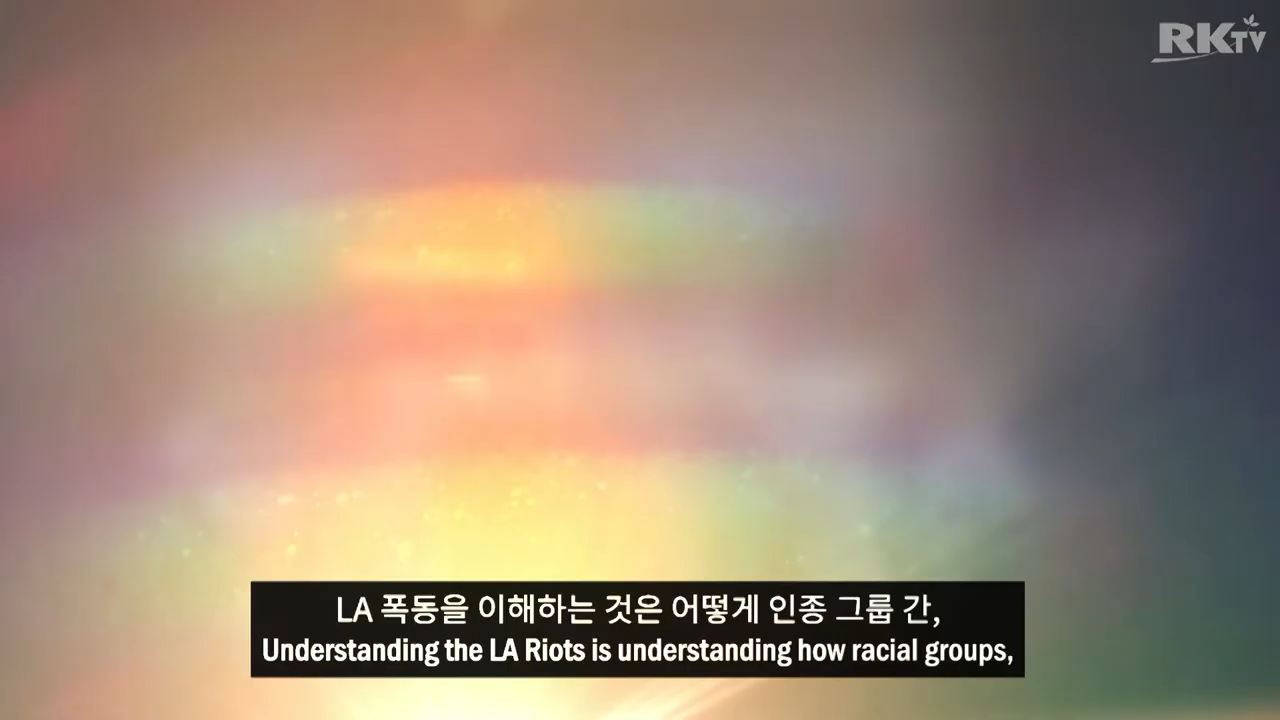 RKTV
LA 폭동을 이해하는 것은 어떻게 인종 그룹 간,
Understanding the LA Riots is understanding how racial groups,